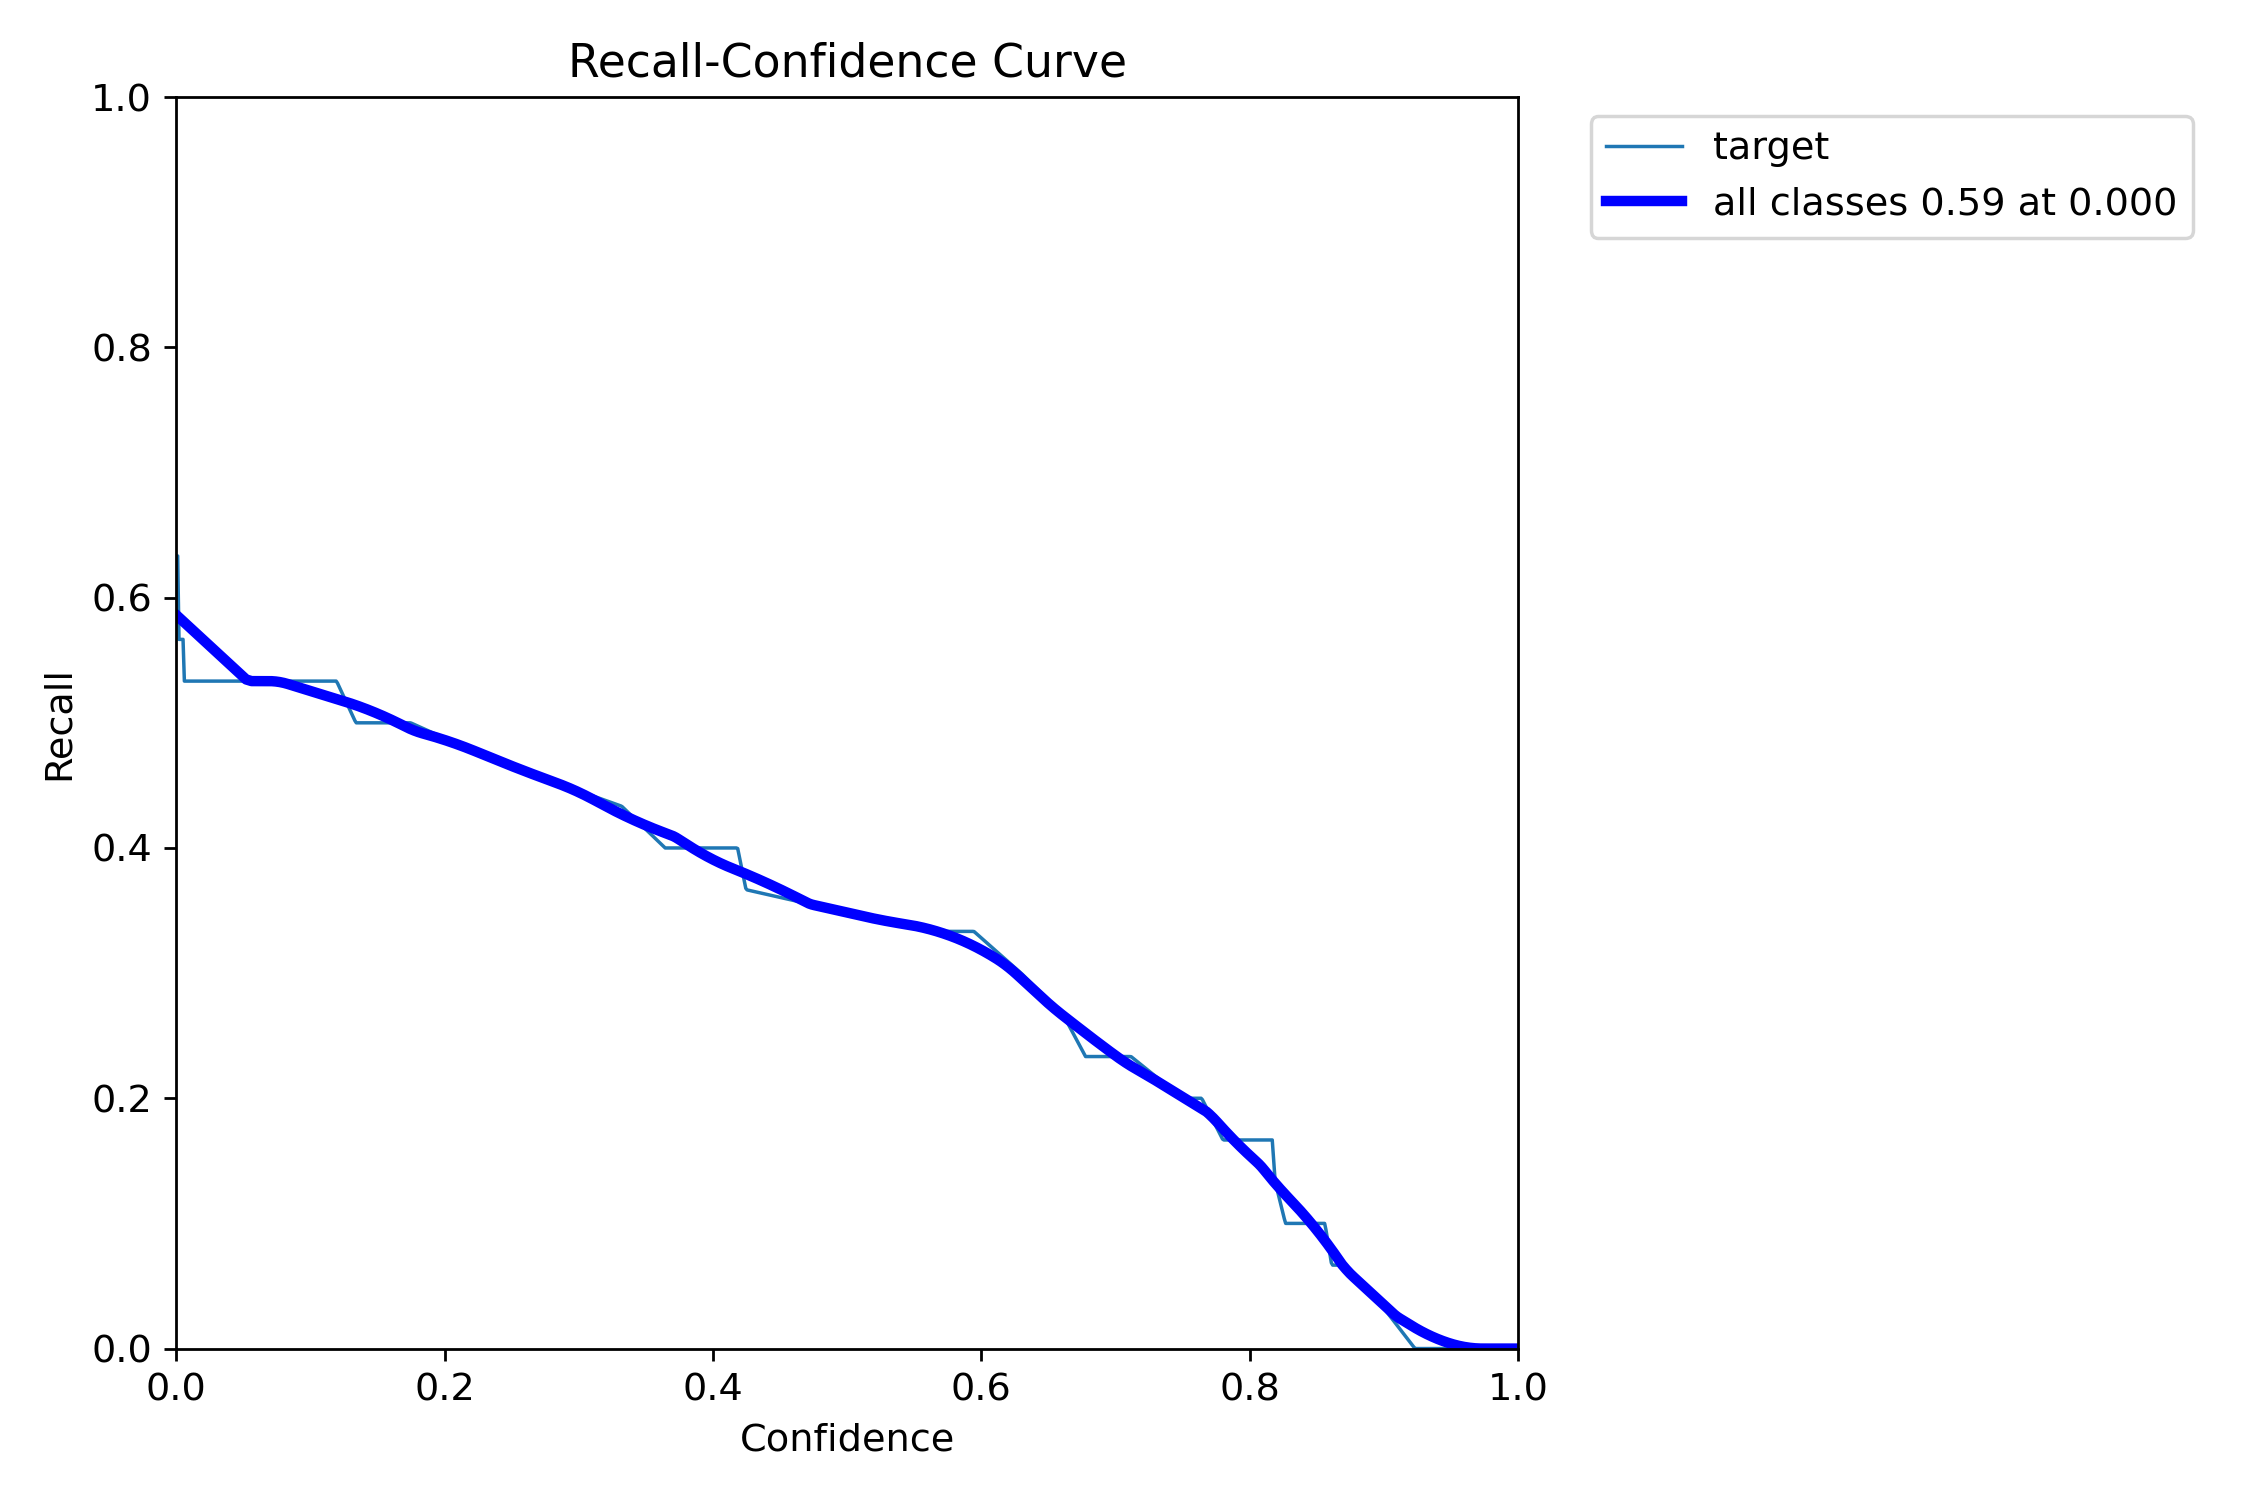 Recall-Confidence Curve
1.0
0.8
0.6
0.4
0.2
0.0
Recall
0.0 0.2 0.4 0.6 0.8 1.0
Confidence
target
all classes 0.59 at 0.000